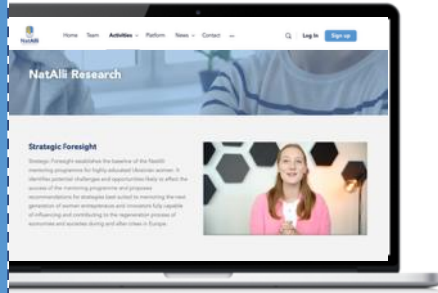 NatAlli
Home Team Activities Platform News Contact ... Log In Sign up
NatAlli Research
Strategic Foresight
Strategic Foresight establishes the baseline of the NatAlli
mentoring programme for highly educated Ukrainian women. It
identifies potential challenges and opportunities likely to affect the
success of the mentoring programme and proposes
recommendations for strategies best suited to mentoring the next
generation of women entrepreneurs and innovators fully capable
of influencing and contributing to the regeneration process of
economies and societies during and after crises in Europe.